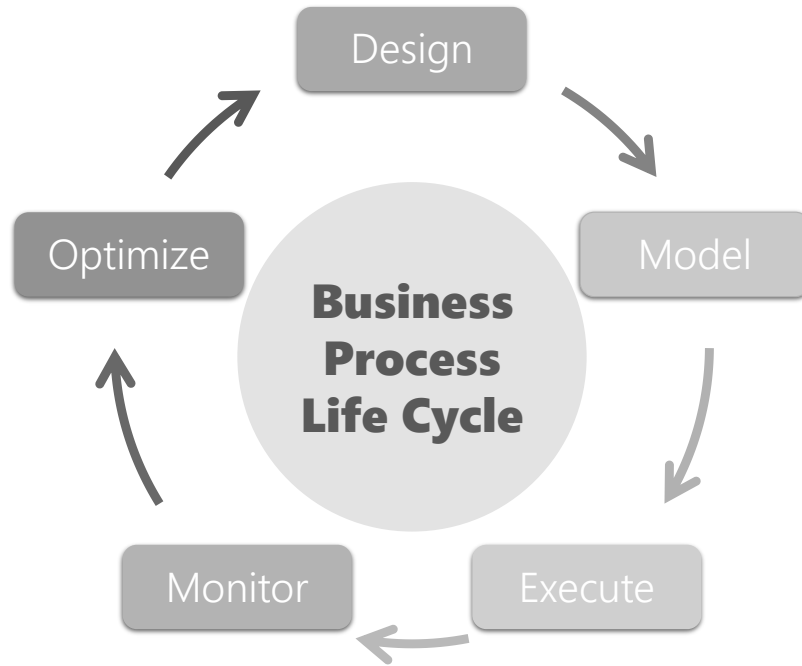 Design
Model
Execute
Monitor
Optimize
Business
Process
Life Cycle